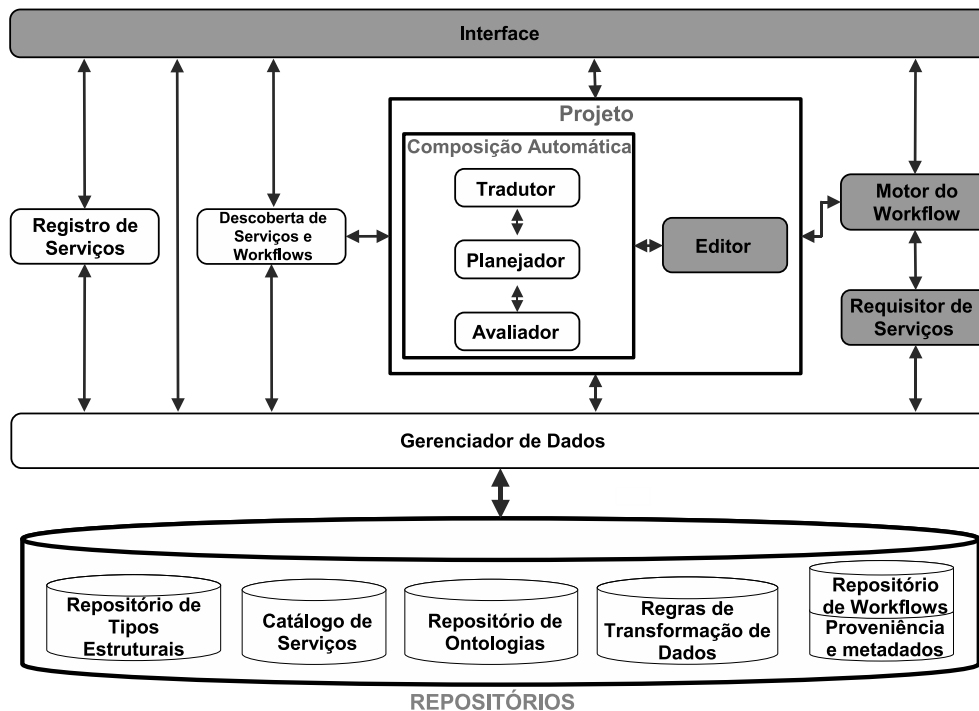 Interface
Projeto
Composição Automática
Tradutor
Planejador
Avaliador
Editor
Registro de
Serviços
Descoberta de
Serviços e
Workflows
Motor do
Workflow
Requisitor de
Serviços
Gerenciador de Dados
Repositório de
Tipos
Estruturais
Catálogo de
Serviços
Repositório de
Ontologias
Regras de
Transformação de
Dados
Repositório
de Workflows
Proveniência
e metadados
REPOSITÓRIOS